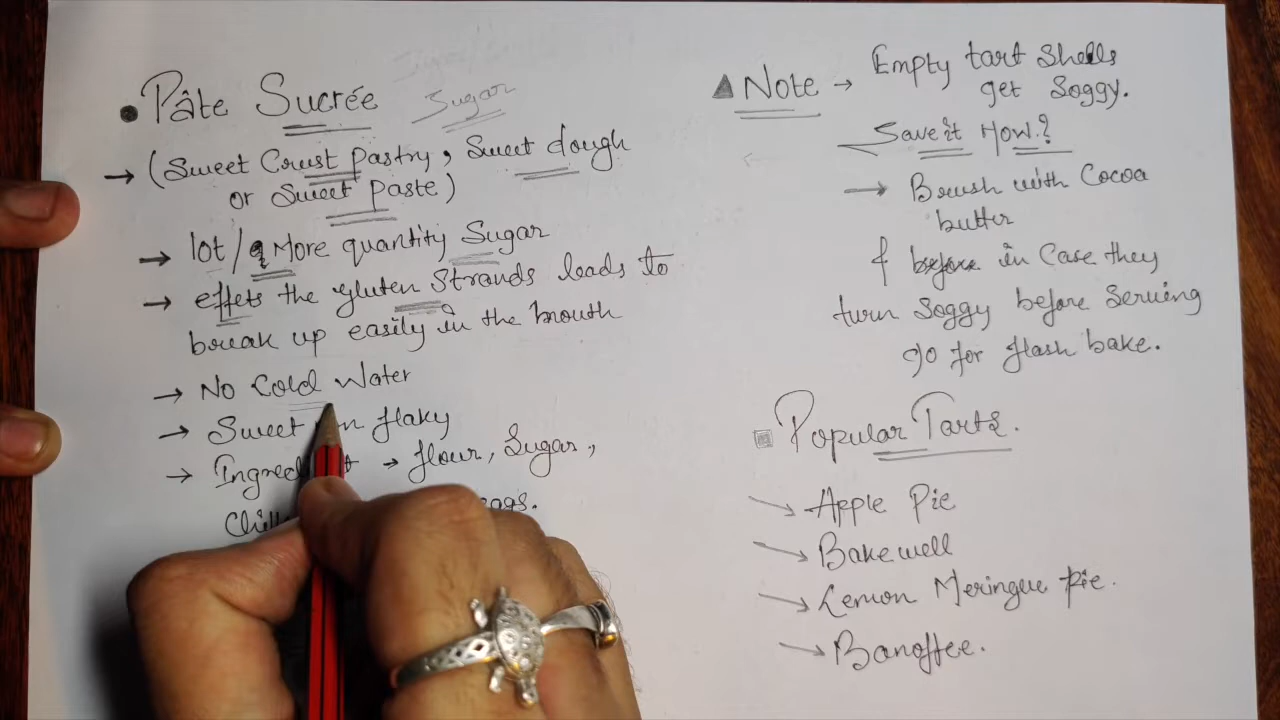 Pâte Sucrée Sugar
→ (Sweet Crust Pastry, Sweet dough
or Sweet Paste)
→ lot / More quantity Sugar
→ effets the gluten Strands leads to
break up easily in the mouth
→ No Cold Water
→ Sweet flaky
→ → flour, Sugar,
eggs.
▲ Note → Empty tart Shells
get Soggy.
Save it How?
→ Brush with Cocoa
butter
before in Case they
turn Soggy before Serving
go for flash bake.
Popular Tarts.
→ Apple Pie
→ Bakewell
→ Lemon Meringue Pie.
→ Banoffee.